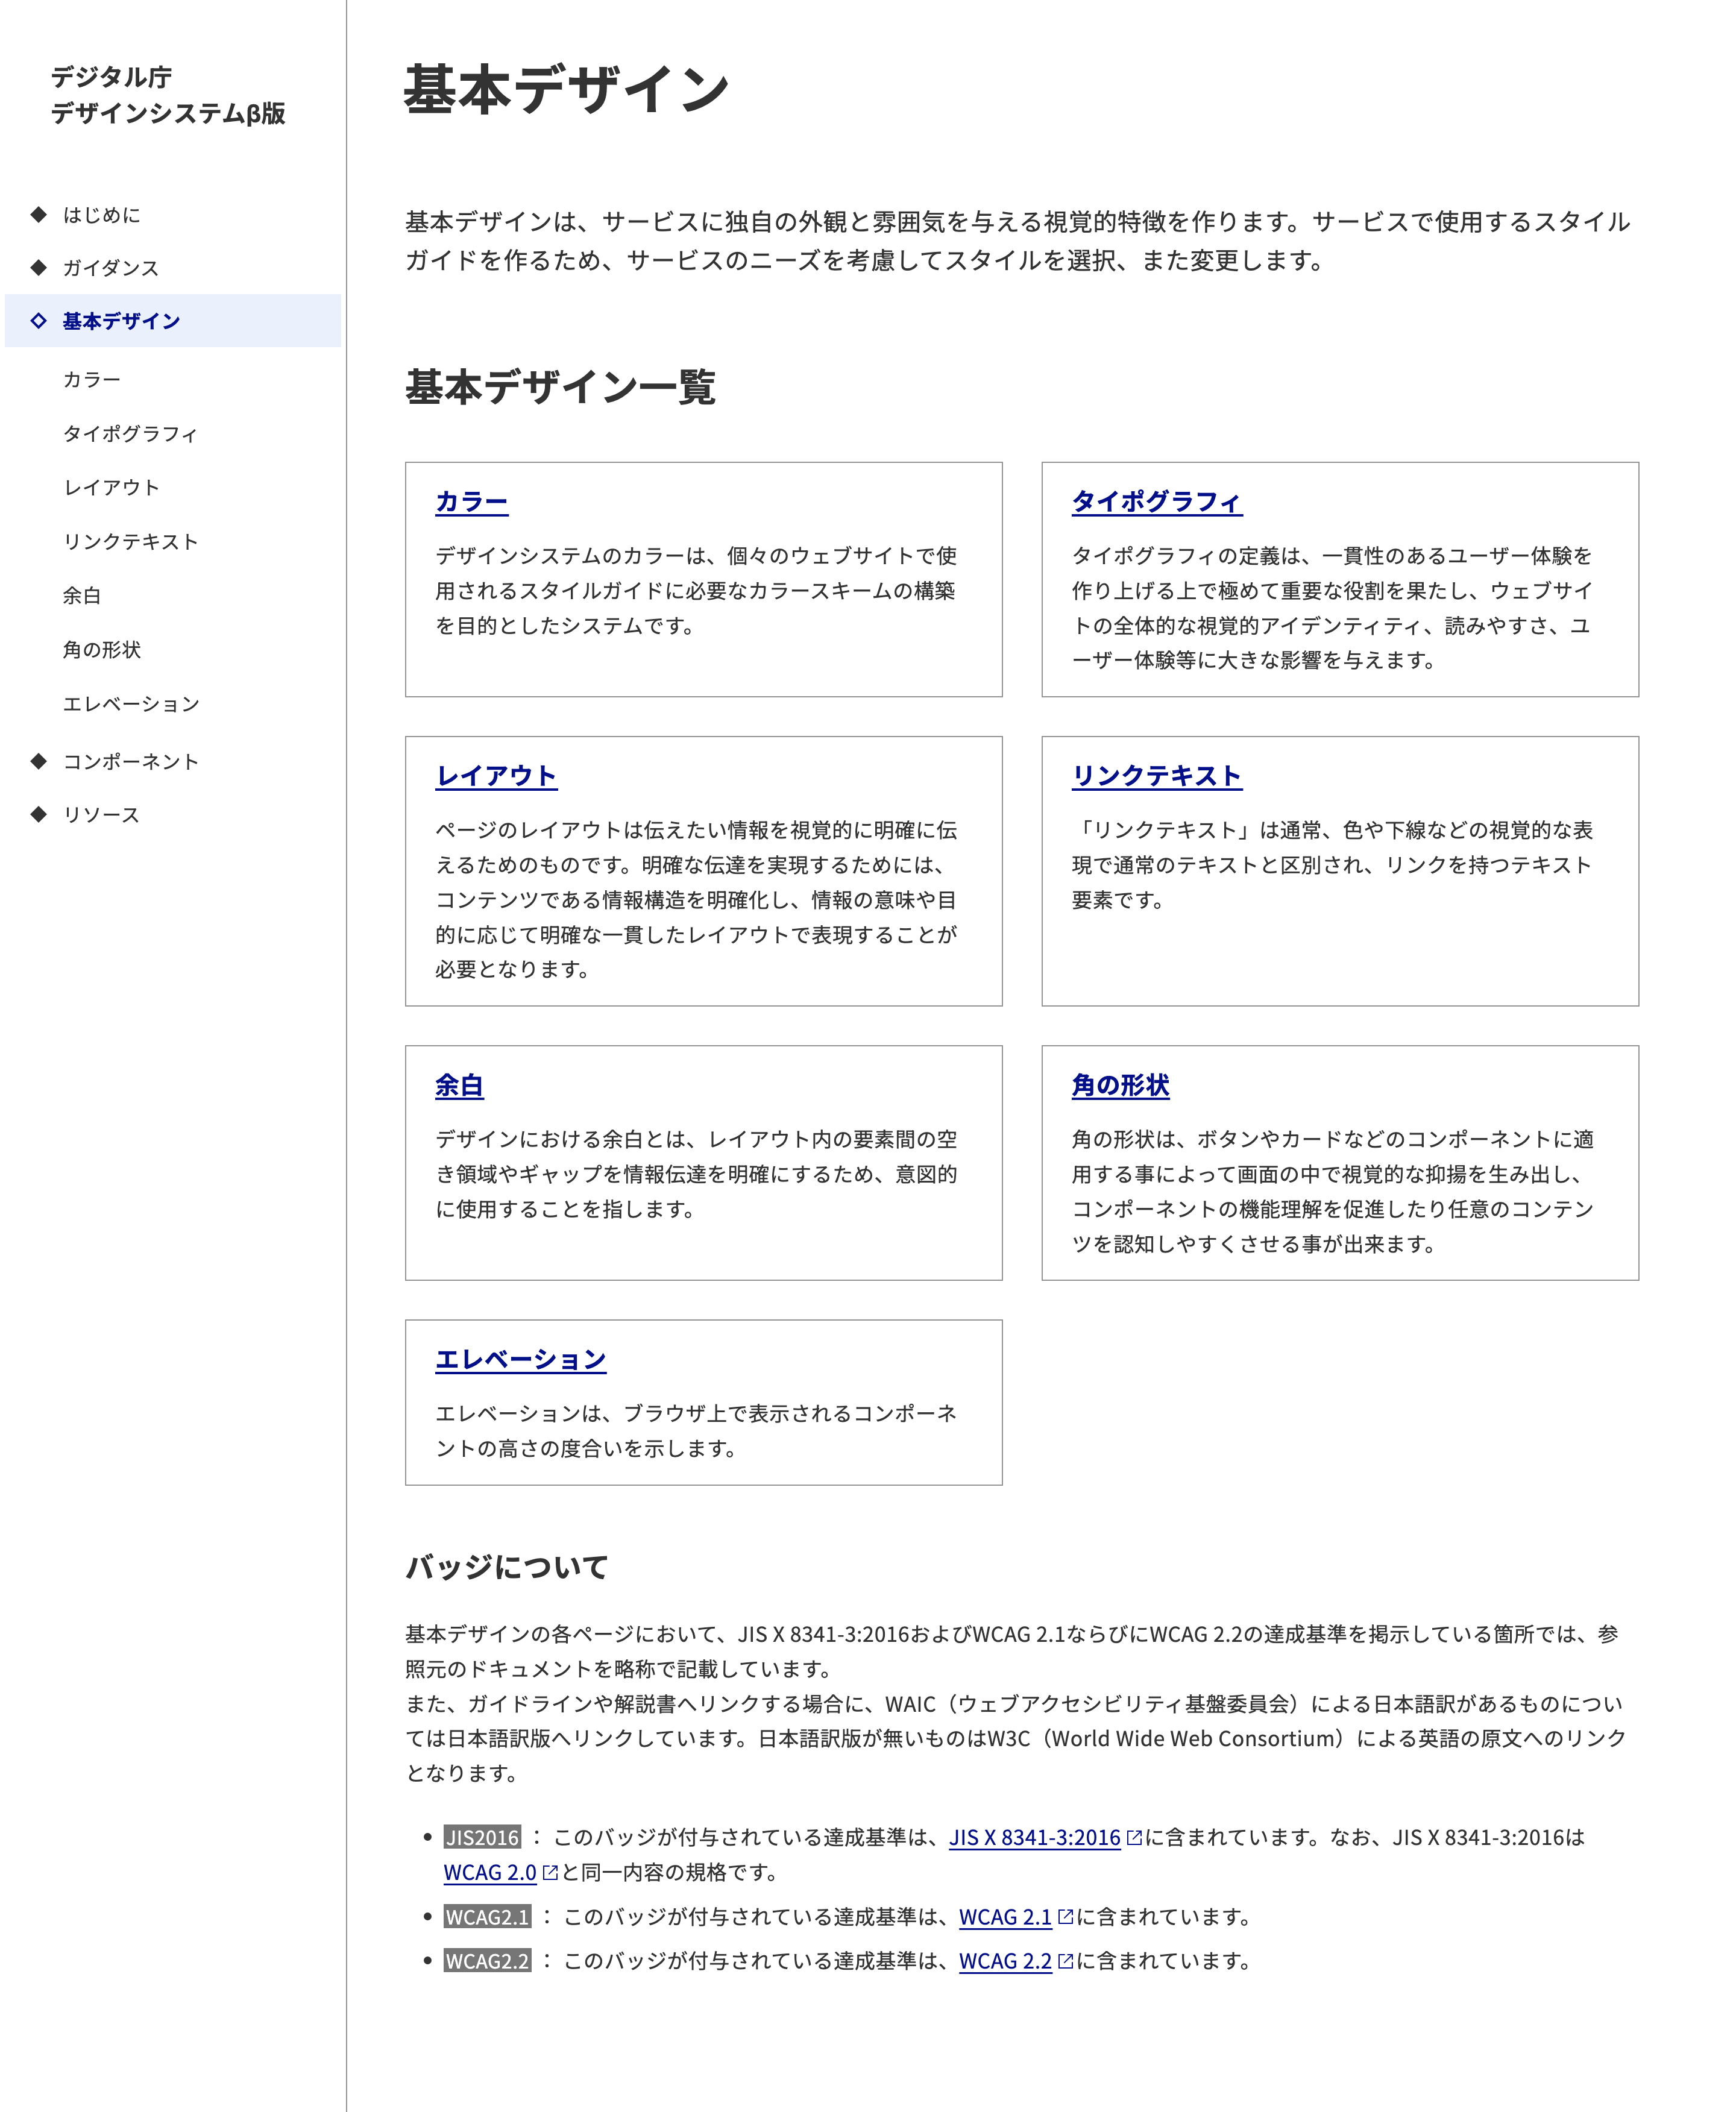 デジタル庁
デザインシステムβ版
はじめに
ガイダンス
基本デザイン
カラー
タイポグラフィ
レイアウト
リンクテキスト
余白
角の形状
エレベーション
コンポーネント
リソース
基本デザイン
基本デザインは、サービスに独自の外観と雰囲気を与える視覚的特徴を作ります。サービスで使用するスタイル
ガイドを作るため、サービスのニーズを考慮してスタイルを選択、また変更します。
基本デザイン一覧
カラー
デザインシステムのカラーは、個々のウェブサイトで使
用されるスタイルガイドに必要なカラースキームの構築
を目的としたシステムです。
タイポグラフィ
タイポグラフィの定義は、一貫性のあるユーザー体験を
作り上げる上で極めて重要な役割を果たし、ウェブサイ
トの全体的な視覚的アイデンティティ、読みやすさ、ユ
ーザー体験等に大きな影響を与えます。
レイアウト
ページのレイアウトは伝えたい情報を視覚的に明確に伝
えるためのものです。明確な伝達を実現するためには、
コンテンツである情報構造を明確化し、情報の意味や目
的に応じて明確な一貫したレイアウトで表現することが
必要となります。
リンクテキスト
「リンクテキスト」は通常、色や下線などの視覚的な表
現で通常のテキストと区別され、リンクを持つテキスト
要素です。
余白
デザインにおける余白とは、レイアウト内の要素間の空
き領域やギャップを情報伝達を明確にするため、意図的
に使用することを指します。
角の形状
角の形状は、ボタンやカードなどのコンポーネントに適
用する事によって画面の中で視覚的な抑揚を生み出し、
コンポーネントの機能理解を促進したり任意のコンテン
ツを認知しやすくさせる事が出来ます。
エレベーション
エレベーションは、ブラウザ上で表示されるコンポーネ
ントの高さの度合いを示します。
バッジについて
基本デザインの各ページにおいて、JIS X 8341-3:2016およびWCAG 2.1ならびにWCAG 2.2の達成基準を掲示している箇所では、参
照元のドキュメントを略称で記載しています。
また、ガイドラインや解説書へリンクする場合に、WAIC（ウェブアクセシビリティ基盤委員会）による日本語訳があるものについ
ては日本語訳版へリンクしています。日本語訳版が無いものはW3C（World Wide Web Consortium）による英語の原文へのリンク
となります。
JIS2016 ： このバッジが付与されている達成基準は、JIS X 8341-3:2016に含まれています。なお、JIS X 8341-3:2016は
WCAG 2.0と同一内容の規格です。
WCAG2.1 ： このバッジが付与されている達成基準は、WCAG 2.1に含まれています。
WCAG2.2 ： このバッジが付与されている達成基準は、WCAG 2.2に含まれています。